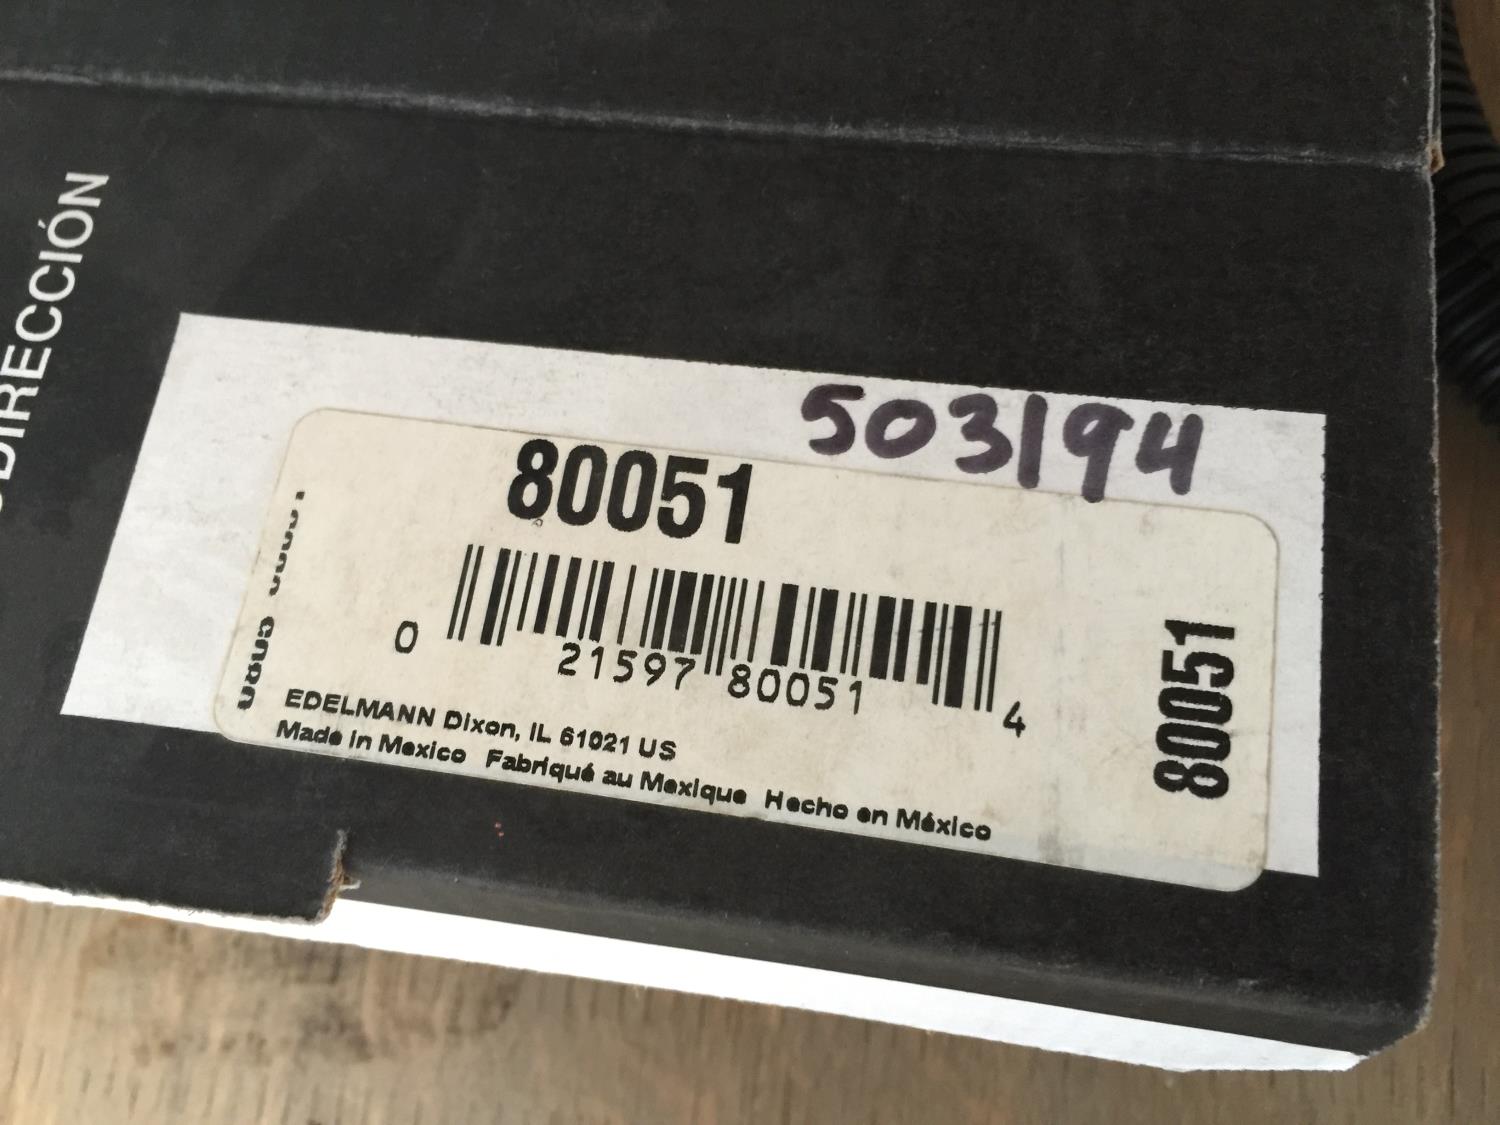 DIRECCIÓN
503194
80051
0 21597 80051 4
EDELMANN Dixon, IL 61021 US
Made in Mexico Fabriqué au Mexique Hecho en México
80051